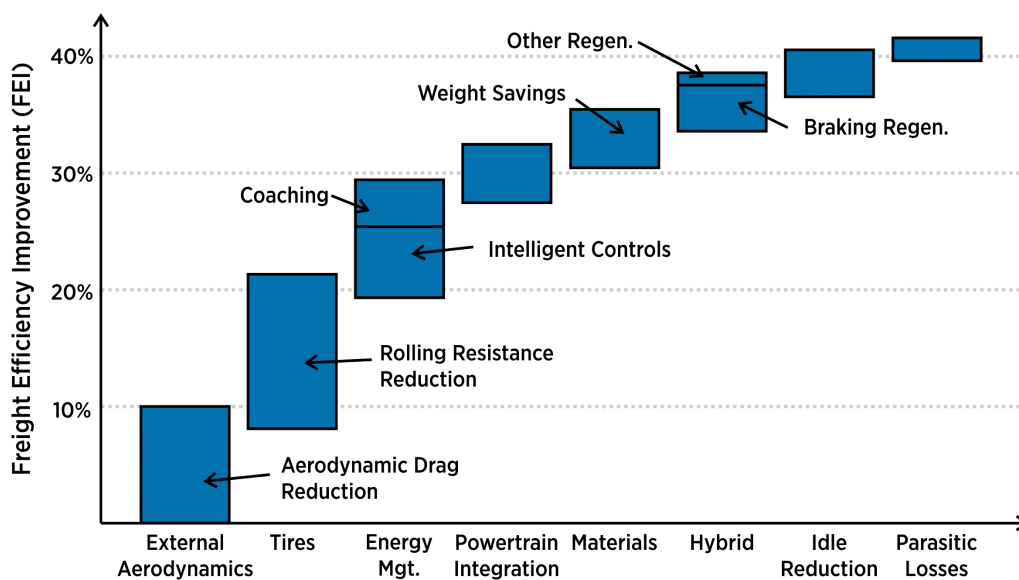 Freight Efficiency Improvement (FEI)
40%
30%
20%
10%
Other Regen.
Weight Savings
Braking Regen.
Coaching
Intelligent Controls
Rolling Resistance
Reduction
Aerodynamic Drag
Reduction
External
Aerodynamics
Tires
Energy
Mgt.
Powertrain
Integration
Materials
Hybrid
Idle
Reduction
Parasitic
Losses